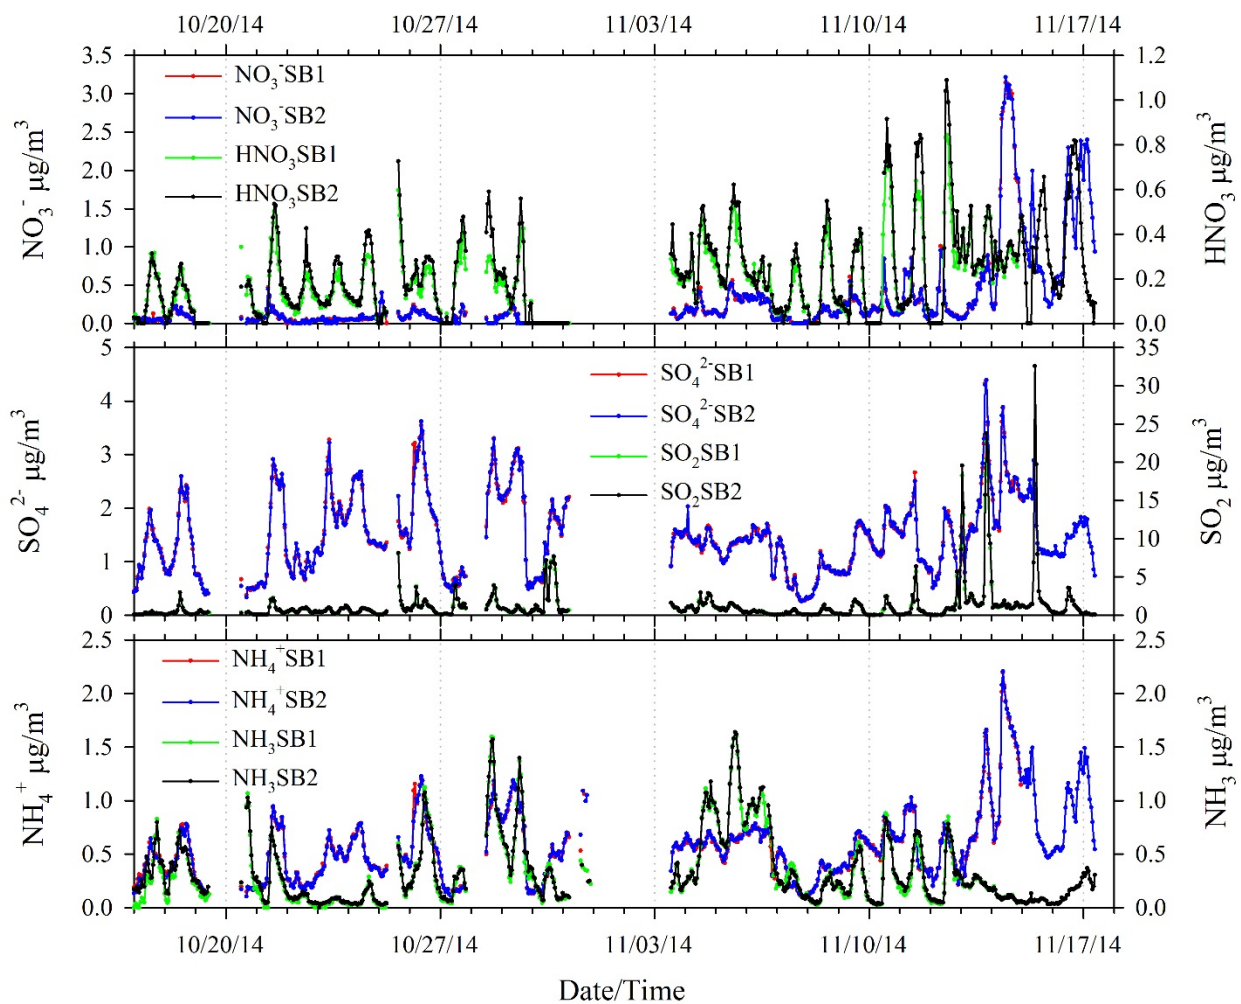 10/20/14 10/27/14 11/03/14 11/10/14 11/17/14
NO₃⁻ µg/m³
3.5
3.0
2.5
2.0
1.5
1.0
0.5
0.0
NO₃⁻SB1
NO₃⁻SB2
HNO₃SB1
HNO₃SB2
1.2
1.0
0.8
0.6
0.4
0.2
0.0
HNO₃ µg/m³
SO₄²⁻ µg/m³
5
4
3
2
1
0
SO₄²⁻SB1
SO₄²⁻SB2
SO₂SB1
SO₂SB2
35
30
25
20
15
10
5
0
SO₂ µg/m³
NH₄⁺ µg/m³
2.5
2.0
1.5
1.0
0.5
0.0
NH₄⁺SB1
NH₄⁺SB2
NH₃SB1
NH₃SB2
2.5
2.0
1.5
1.0
0.5
0.0
NH₃ µg/m³
10/20/14 10/27/14 11/03/14 11/10/14 11/17/14
Date/Time